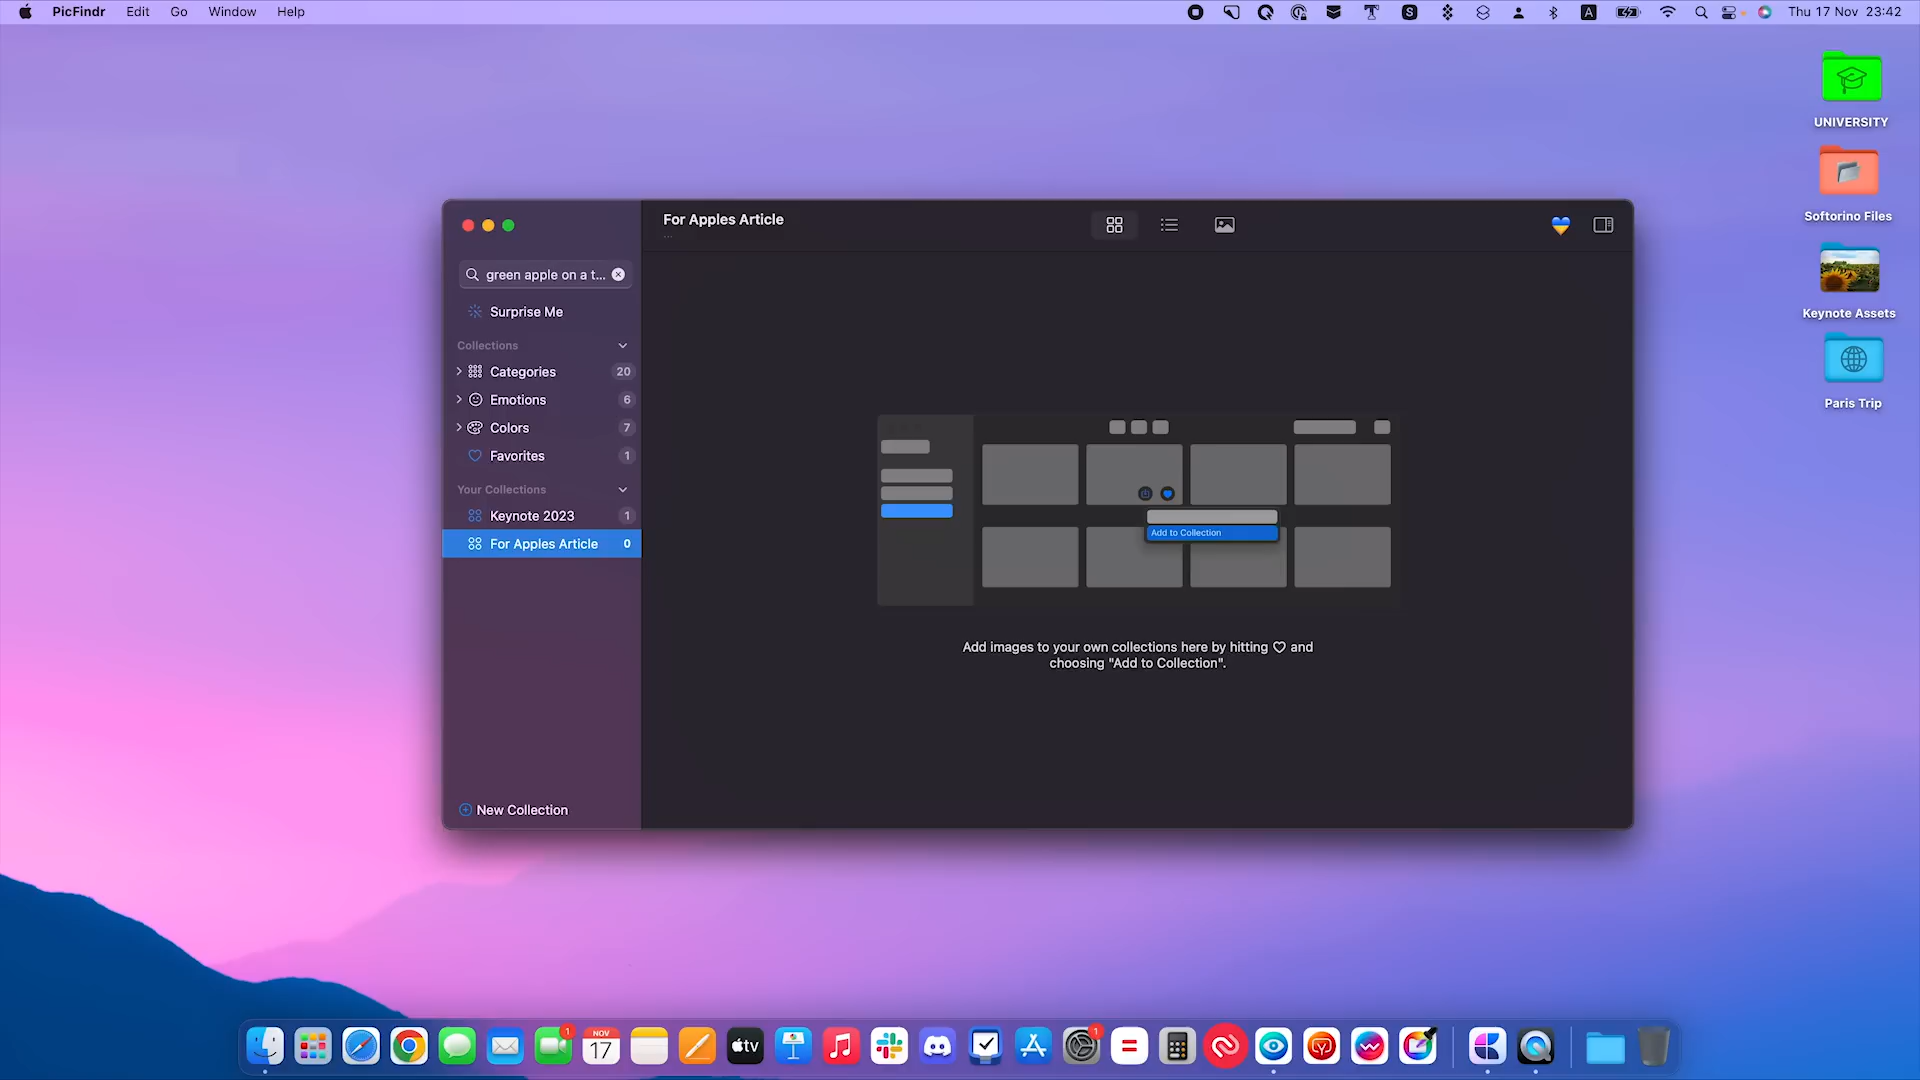 PicFindr Edit Go Window Help
Thu 17 Nov 23:42
UNIVERSITY
Softorino Files
Keynote Assets
Paris Trip
For Apples Article
...
green apple on a t...
Surprise Me
Collections
Categories 20
Emotions 6
Colors 7
Favorites 1
Your Collections
Keynote 2023 1
For Apples Article 0
New Collection
Add to Collection
Add images to your own collections here by hitting ♡ and
choosing "Add to Collection".
1
NOV
17
tv
1